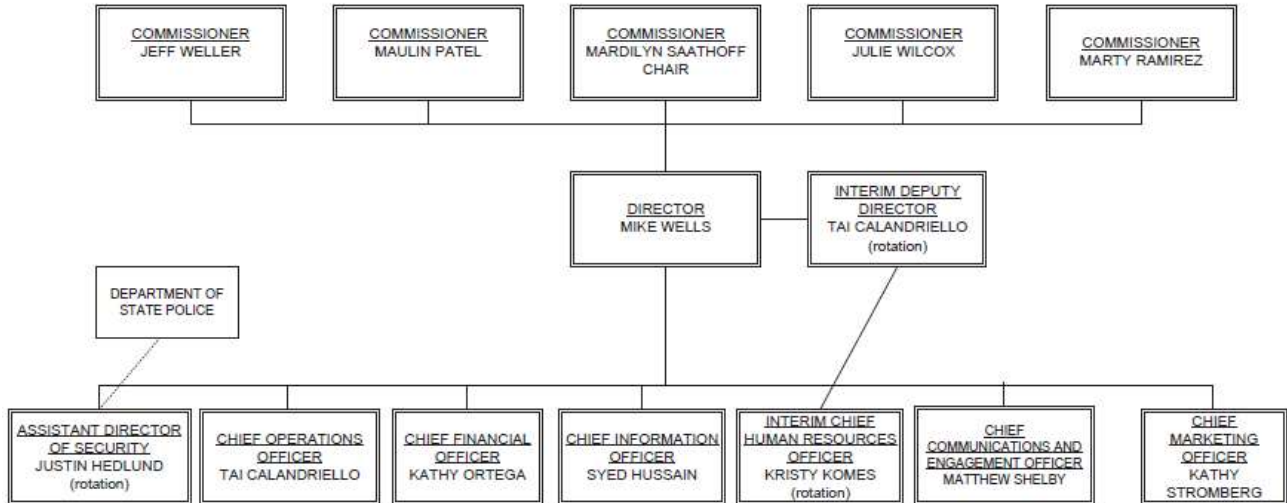 COMMISSIONER
JEFF WELLER
COMMISSIONER
MAULIN PATEL
COMMISSIONER
MARDILYN SAATHOFF
CHAIR
COMMISSIONER
JULIE WILCOX
COMMISSIONER
MARTY RAMIREZ
DIRECTOR
MIKE WELLS
INTERIM DEPUTY
DIRECTOR
TAI CALANDRIELLO
(rotation)
DEPARTMENT OF
STATE POLICE
ASSISTANT DIRECTOR
OF SECURITY
JUSTIN HEDLUND
(rotation)
CHIEF OPERATIONS
OFFICER
TAI CALANDRIELLO
CHIEF FINANCIAL
OFFICER
KATHY ORTEGA
CHIEF INFORMATION
OFFICER
SYED HUSSAIN
INTERIM CHIEF
HUMAN RESOURCES
OFFICER
KRISTY KOMES
(rotation)
CHIEF
COMMUNICATIONS AND
ENGAGEMENT OFFICER
MATTHEW SHELBY
CHIEF
MARKETING
OFFICER
KATHY
STROMBERG